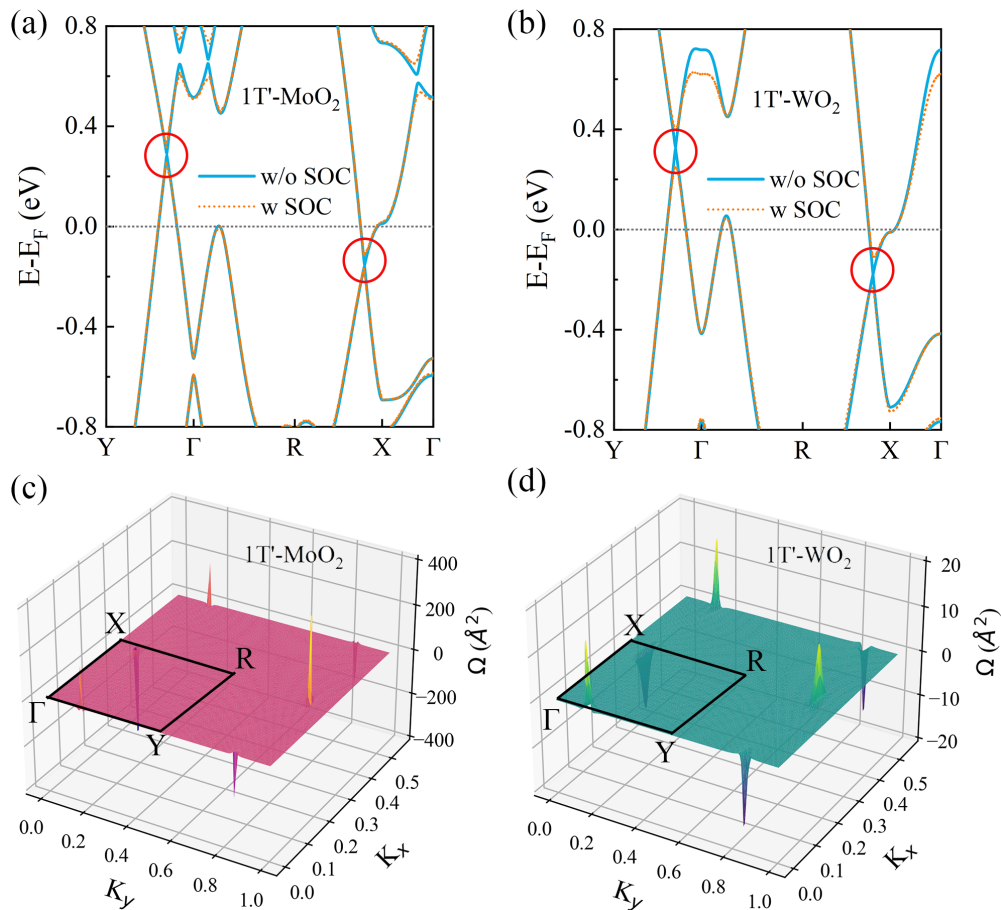 (a)
0.8
0.4
0.0
-0.4
-0.8
E-E_F (eV)
1T'-MoO₂
w/o SOC
w SOC
Y Γ R X Γ
(b)
0.8
0.4
0.0
-0.4
-0.8
E-E_F (eV)
1T'-WO₂
w/o SOC
w SOC
Y Γ R X Γ
(c)
1T'-MoO₂
X
R
Γ
Y
400
200
0
−200
−400
Ω (Å²)
0.0 0.2 0.4 0.6 0.8 1.0
K_y
0.0 0.1 0.2 0.3 0.4 0.5
K_x
(d)
1T'-WO₂
X
R
Γ
Y
20
10
0
−10
−20
Ω (Å²)
0.0 0.2 0.4 0.6 0.8 1.0
K_y
0.0 0.1 0.2 0.3 0.4 0.5
K_x